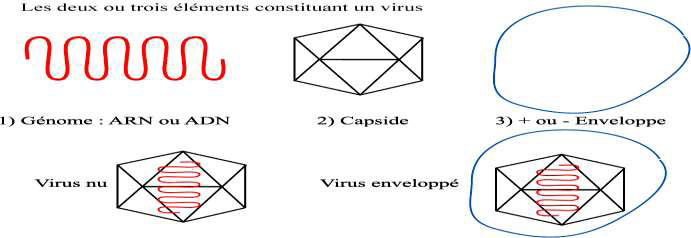 Les deux ou trois éléments constituant un virus
1) Génome : ARN ou ADN
2) Capside
3) + ou - Enveloppe
Virus nu
Virus enveloppé